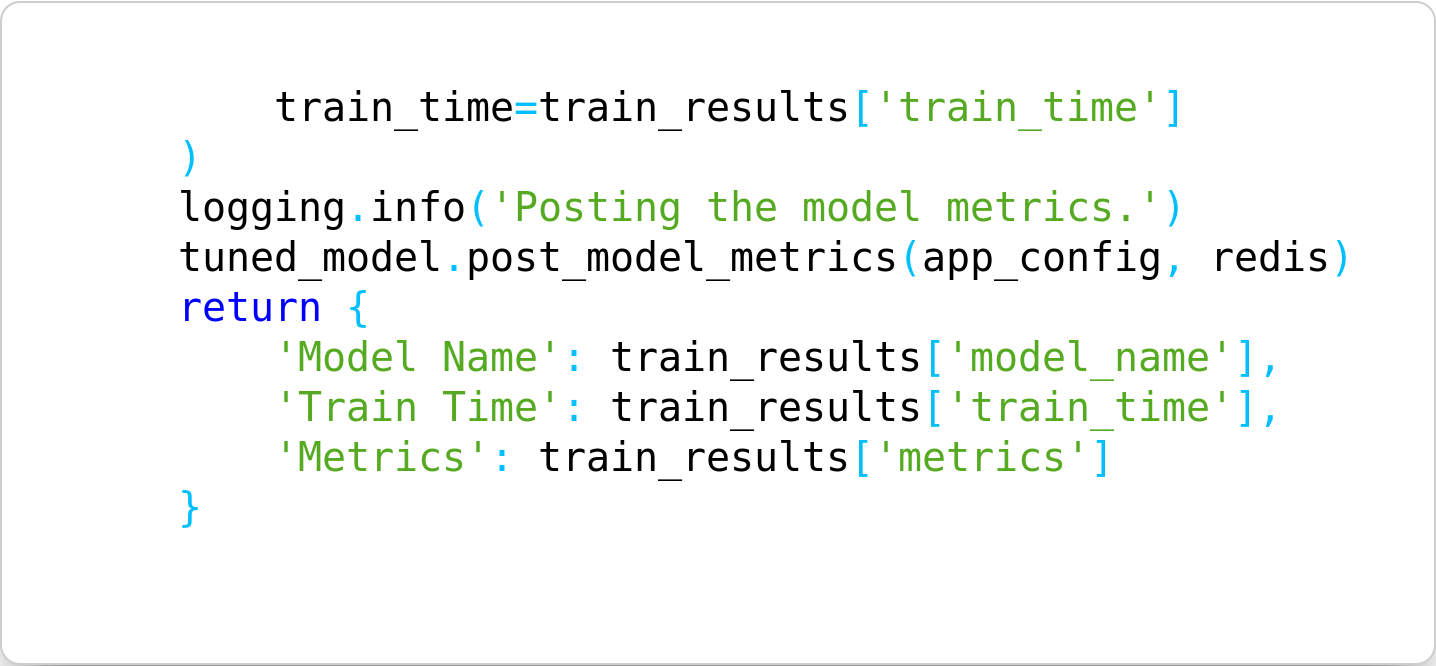 train_time=train_results['train_time']
)
logging.info('Posting the model metrics.')
tuned_model.post_model_metrics(app_config, redis)
return {
    'Model Name': train_results['model_name'],
    'Train Time': train_results['train_time'],
    'Metrics': train_results['metrics']
}